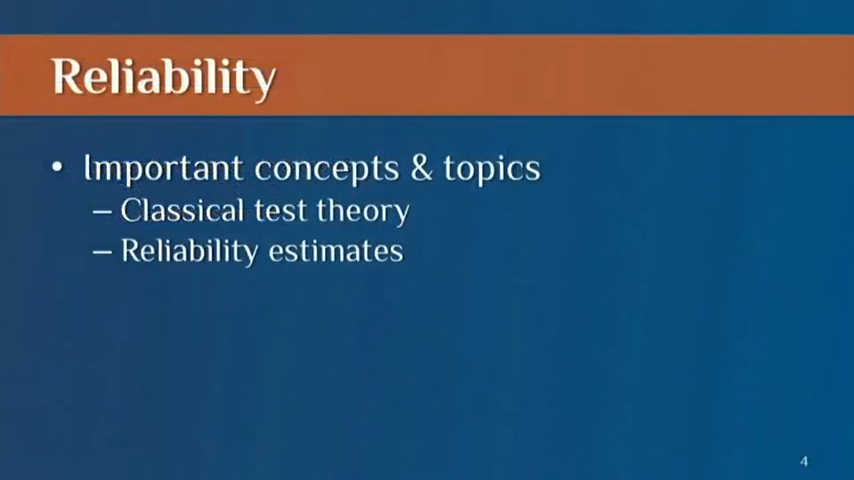 Reliability
• Important concepts & topics
– Classical test theory
– Reliability estimates
4